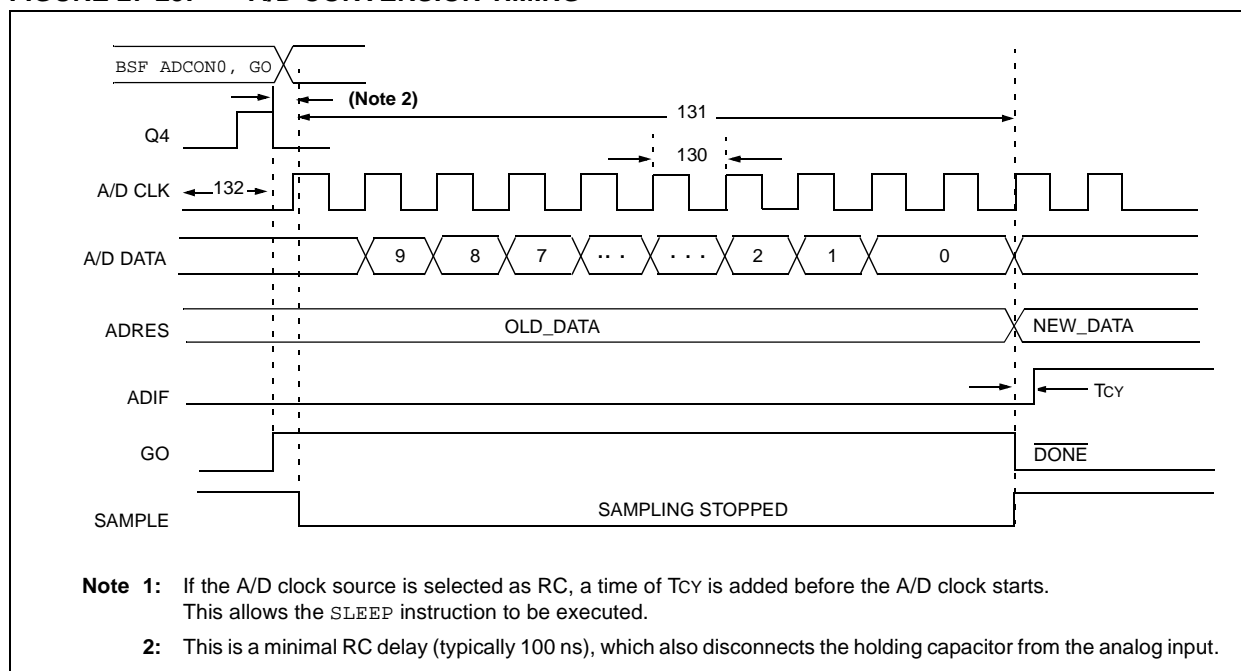 BSF ADCON0, GO
(Note 2)
131
Q4
130
A/D CLK
132
A/D DATA
9 8 7 . . . . . . 2 1 0
ADRES
OLD_DATA
NEW_DATA
ADIF
TCY
GO
DONE
SAMPLE
SAMPLING STOPPED
Note 1: If the A/D clock source is selected as RC, a time of TCY is added before the A/D clock starts.
This allows the SLEEP instruction to be executed.
2: This is a minimal RC delay (typically 100 ns), which also disconnects the holding capacitor from the analog input.